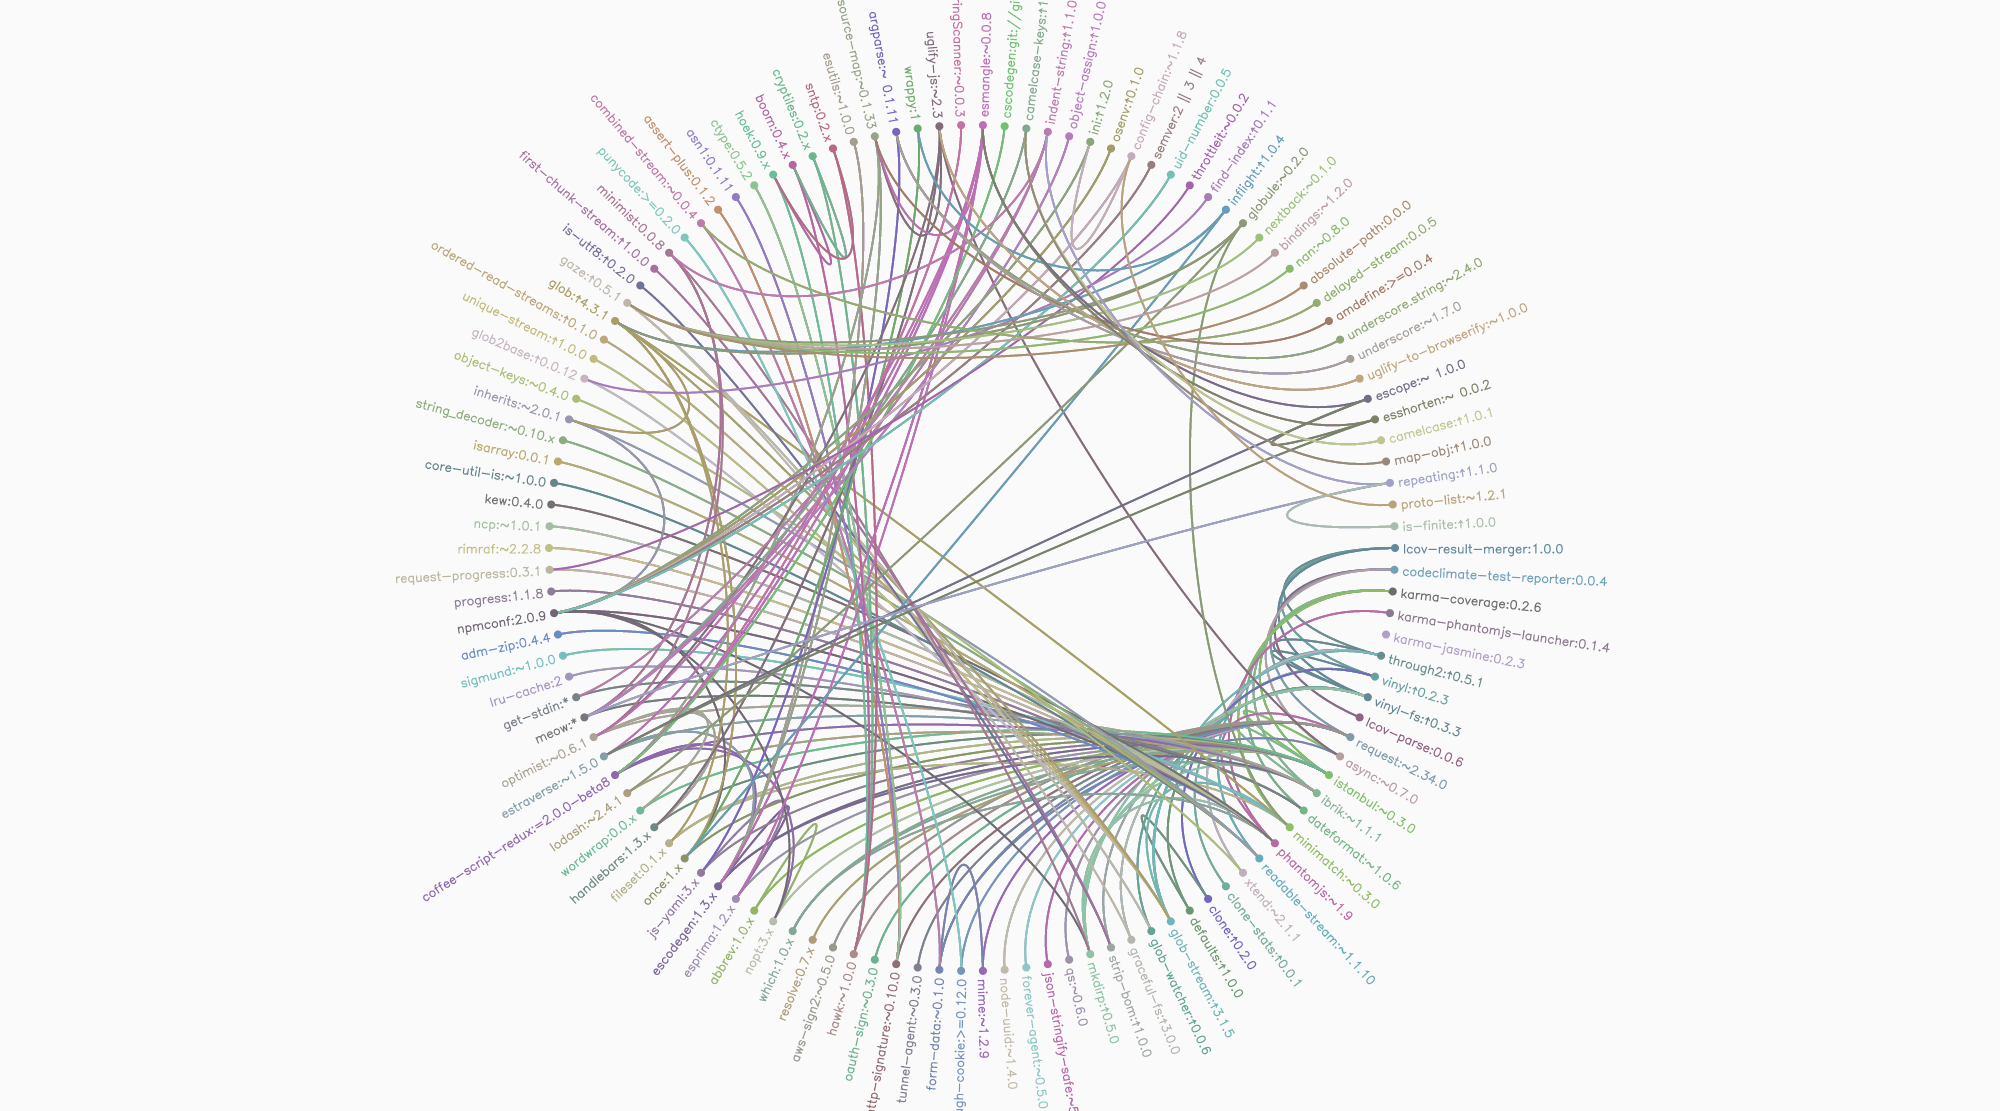 lcov-result-merger:1.0.0
codeclimate-test-reporter:0.0.4
karma-coverage:0.2.6
karma-phantomjs-launcher:0.1.4
karma-jasmine:0.2.3
through2:↑0.5.1
vinyl:↑0.2.3
vinyl-fs:↑0.3.3
lcov-parse:0.0.6
request:~2.34.0
async:~0.7.0
istanbul:~0.3.0
ibrik:~1.1.1
dateformat:~1.0.6
minimatch:~0.3.0
phantomjs:~1.9
readable-stream:~1.1.10
xtend:~2.1.1
clone-stats:↑0.0.1
clone:↑0.2.0
defaults:↑1.0.0
glob-stream:↑3.1.5
glob-watcher:↑0.0.6
graceful-fs:↑3.0.0
strip-bom:↑1.0.0
mkdirp:↑0.5.0
qs:~0.6.0
json-stringify-safe:~5
forever-agent:~0.5.0
node-uuid:~1.4.0
mime:~1.2.9
ugh-cookie:>=0.12.0
form-data:~0.1.0
tunnel-agent:~0.3.0
ttp-signature:~0.10.0
oauth-sign:~0.3.0
hawk:~1.0.0
aws-sign2:~0.5.0
resolve:0.7.x
which:1.0.x
nopt:3.x
abbrev:1.0.x
esprima:1.2.x
escodegen:1.3.x
js-yaml:3.x
once:1.x
fileset:0.1.x
handlebars:1.3.x
wordwrap:0.0.x
lodash:~2.4.1
coffee-script-redux:=2.0.0-beta8
estraverse:~1.5.0
optimist:~0.6.1
meow:*
get-stdin:*
lru-cache:2
sigmund:~1.0.0
adm-zip:0.4.4
npmconf:2.0.9
progress:1.1.8
request-progress:0.3.1
rimraf:~2.2.8
ncp:~1.0.1
kew:0.4.0
core-util-is:~1.0.0
isarray:0.0.1
string_decoder:~0.10.x
inherits:~2.0.1
object-keys:~0.4.0
glob2base:↑0.0.12
unique-stream:↑1.0.0
ordered-read-streams:↑0.1.0
glob:↑4.3.1
gaze:↑0.5.1
is-utf8:↑0.2.0
first-chunk-stream:↑1.0.0
minimist:0.0.8
punycode:>=0.2.0
combined-stream:~0.0.4
assert-plus:0.1.2
asn1:0.1.11
ctype:0.5.2
hoek:0.9.x
boom:0.4.x
cryptiles:0.2.x
sntp:0.2.x
esutils:~1.0.0
source-map:~0.1.33
argparse:~ 0.1.11
wrappy:1
uglify-js:~2.3
ringScanner:~0.0.3
esmangle:~0.0.8
cscodegen:git://gi
camelcase-keys:↑1
indent-string:↑1.1.0
object-assign:↑1.0.0
ini:↑1.2.0
osenv:↑0.1.0
config-chain:~1.1.8
semver:2 || 3 || 4
uid-number:0.0.5
throttleit:~0.0.2
find-index:↑0.1.1
inflight:↑1.0.4
globule:~0.2.0
nextback:~0.1.0
bindings:~1.2.0
nan:~0.8.0
absolute-path:0.0.0
delayed-stream:0.0.5
amdefine:>=0.0.4
underscore.string:~2.4.0
underscore:~1.7.0
uglify-to-browserify:~1.0.0
escope:~ 1.0.0
esshorten:~ 0.0.2
camelcase:↑1.0.1
map-obj:↑1.0.0
repeating:↑1.1.0
proto-list:~1.2.1
is-finite:↑1.0.0